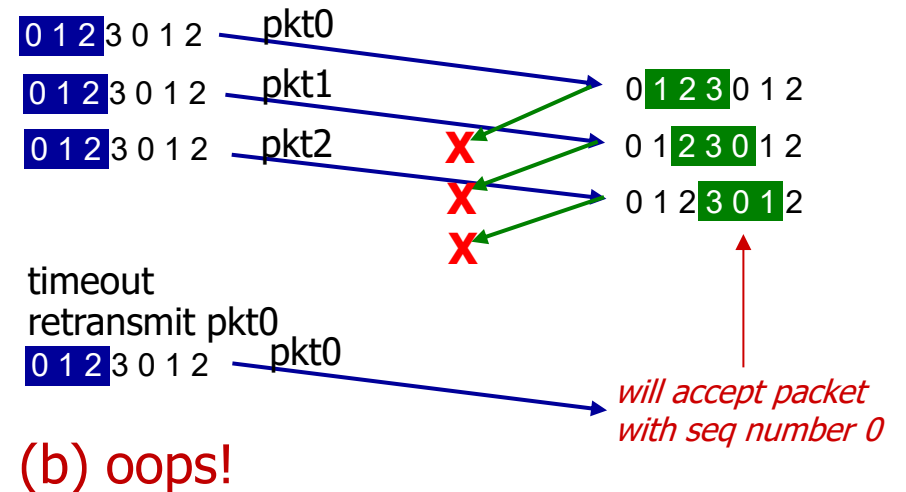 0 1 2 3 0 1 2 pkt0
0 1 2 3 0 1 2
0 1 2 3 0 1 2 pkt1
X 0 1 2 3 0 1 2
0 1 2 3 0 1 2 pkt2
X 0 1 2 3 0 1 2
X
timeout
retransmit pkt0
0 1 2 3 0 1 2 pkt0
will accept packet
with seq number 0
(b) oops!